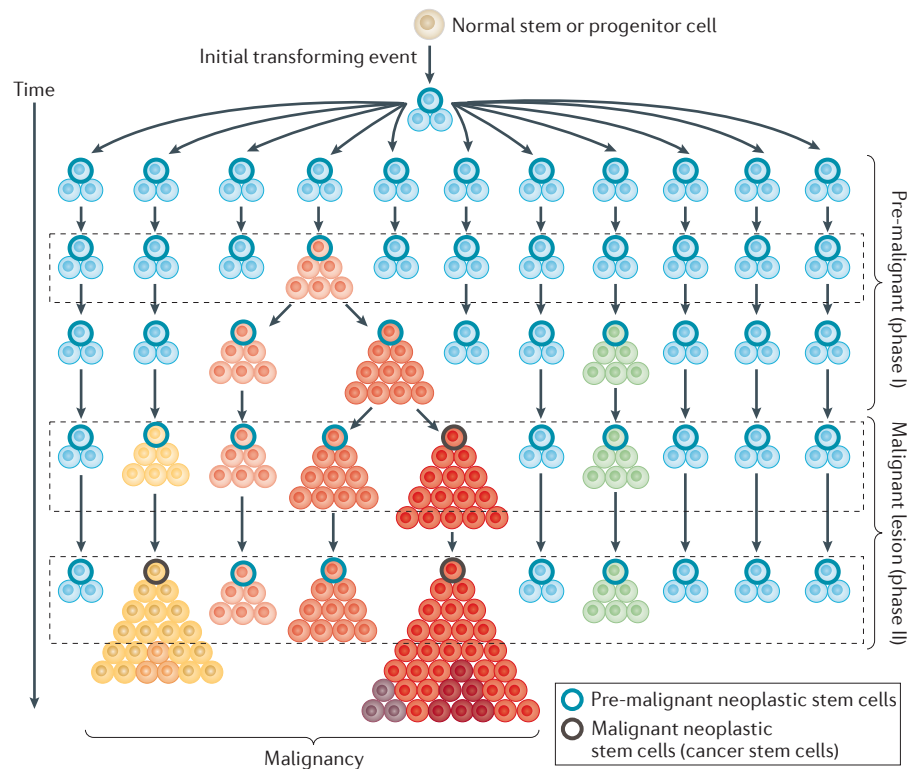 Normal stem or progenitor cell
Initial transforming event
Time
Pre-malignant (phase I)
Malignant lesion (phase II)
Pre-malignant neoplastic stem cells
Malignant neoplastic
stem cells (cancer stem cells)
Malignancy